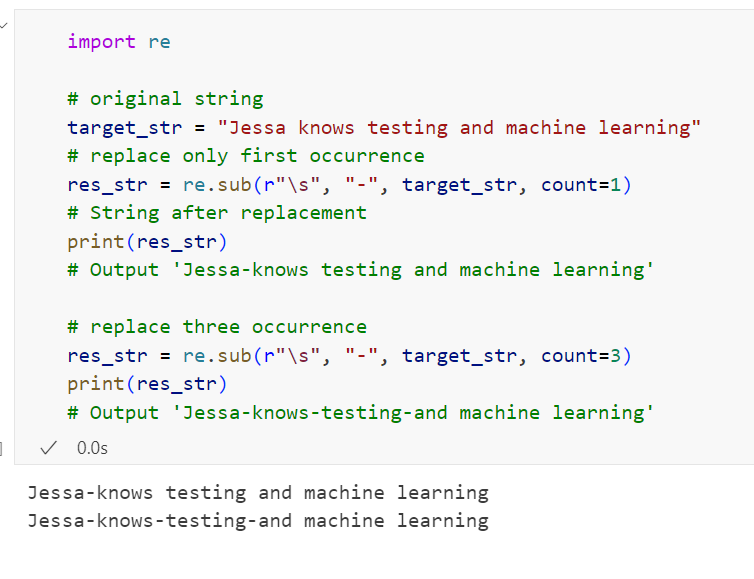 import re
# original string
target_str = "Jessa knows testing and machine learning"
# replace only first occurrence
res_str = re.sub(r"\s", "-", target_str, count=1)
# String after replacement
print(res_str)
# Output 'Jessa-knows testing and machine learning'
# replace three occurrence
res_str = re.sub(r"\s", "-", target_str, count=3)
print(res_str)
# Output 'Jessa-knows-testing-and machine learning'
0.0s
Jessa-knows testing and machine learning
Jessa-knows-testing-and machine learning